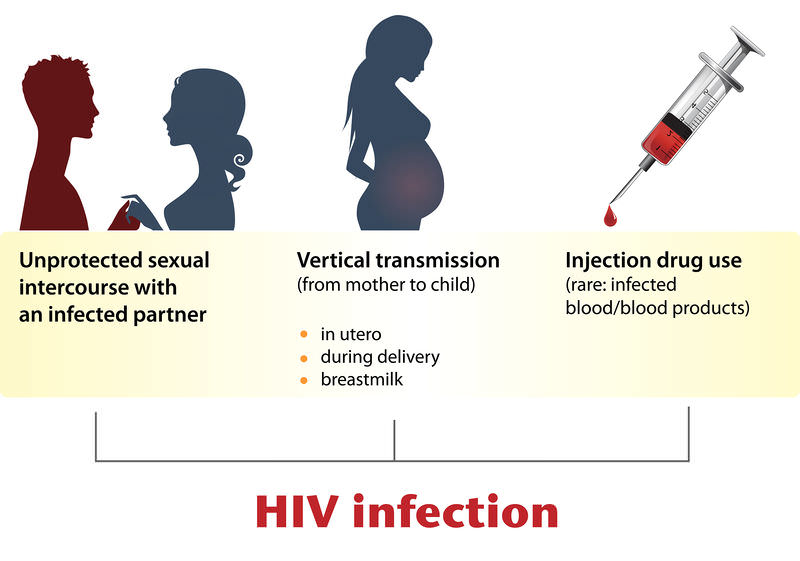 Unprotected sexual
intercourse with
an infected partner
Vertical transmission
(from mother to child)
in utero
during delivery
breastmilk
Injection drug use
(rare: infected
blood/blood products)
HIV infection